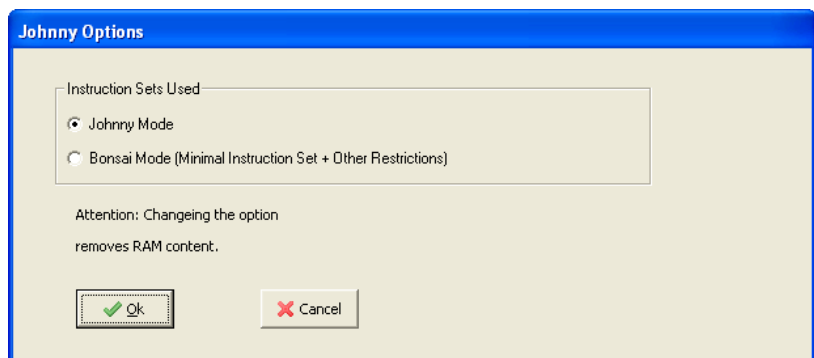 Johnny Options
Instruction Sets Used
Johnny Mode
Bonsai Mode (Minimal Instruction Set + Other Restrictions)
Attention: Changeing the option
removes RAM content.
Ok
Cancel